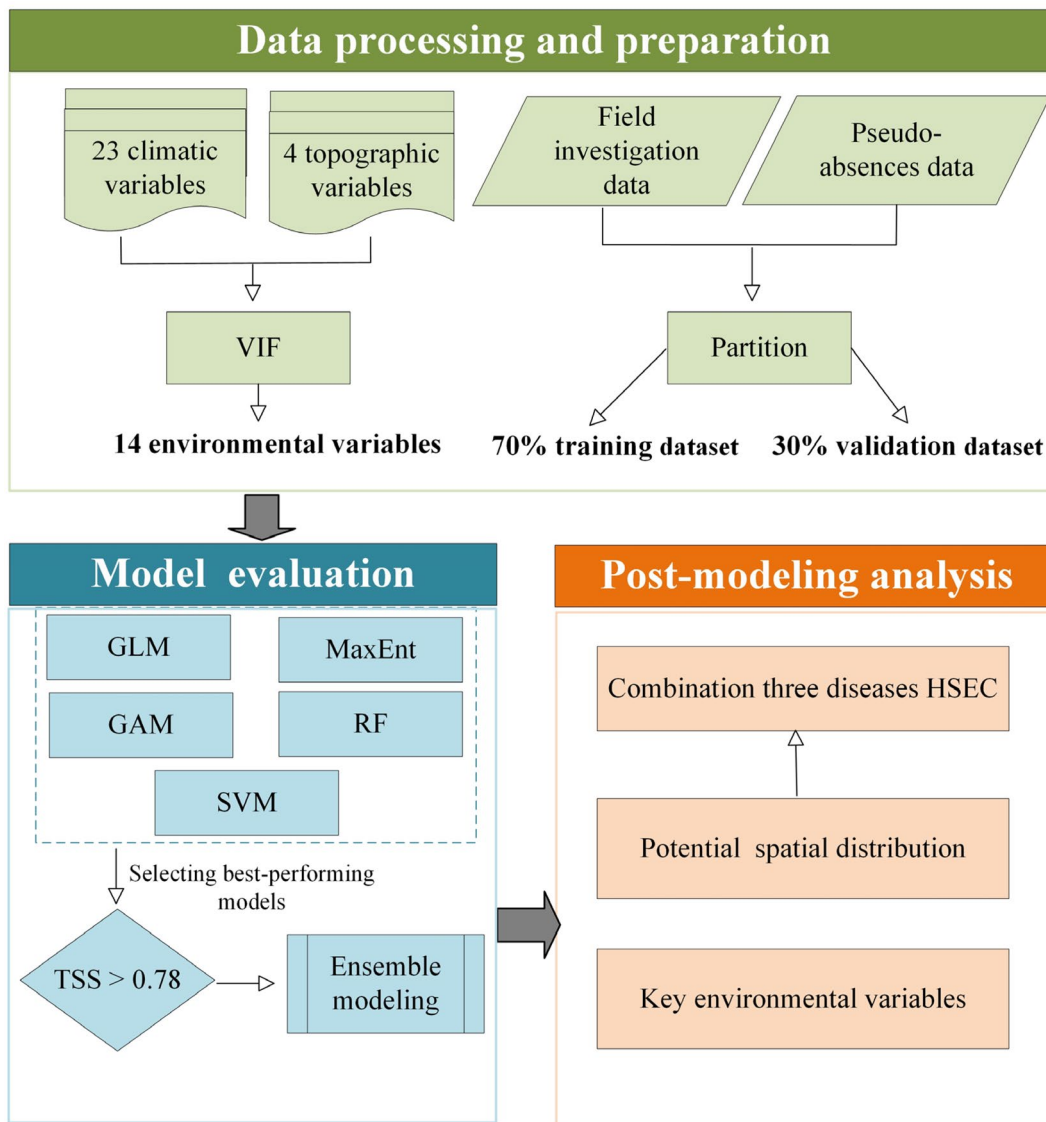 Data processing and preparation
23 climatic
variables
4 topographic
variables
Field
investigation
data
Pseudo-
absences data
VIF
Partition
14 environmental variables
70% training dataset
30% validation dataset
Model evaluation
GLM
MaxEnt
GAM
RF
SVM
Selecting best-performing
models
TSS > 0.78
Ensemble
modeling
Post-modeling analysis
Combination three diseases HSEC
Potential spatial distribution
Key environmental variables